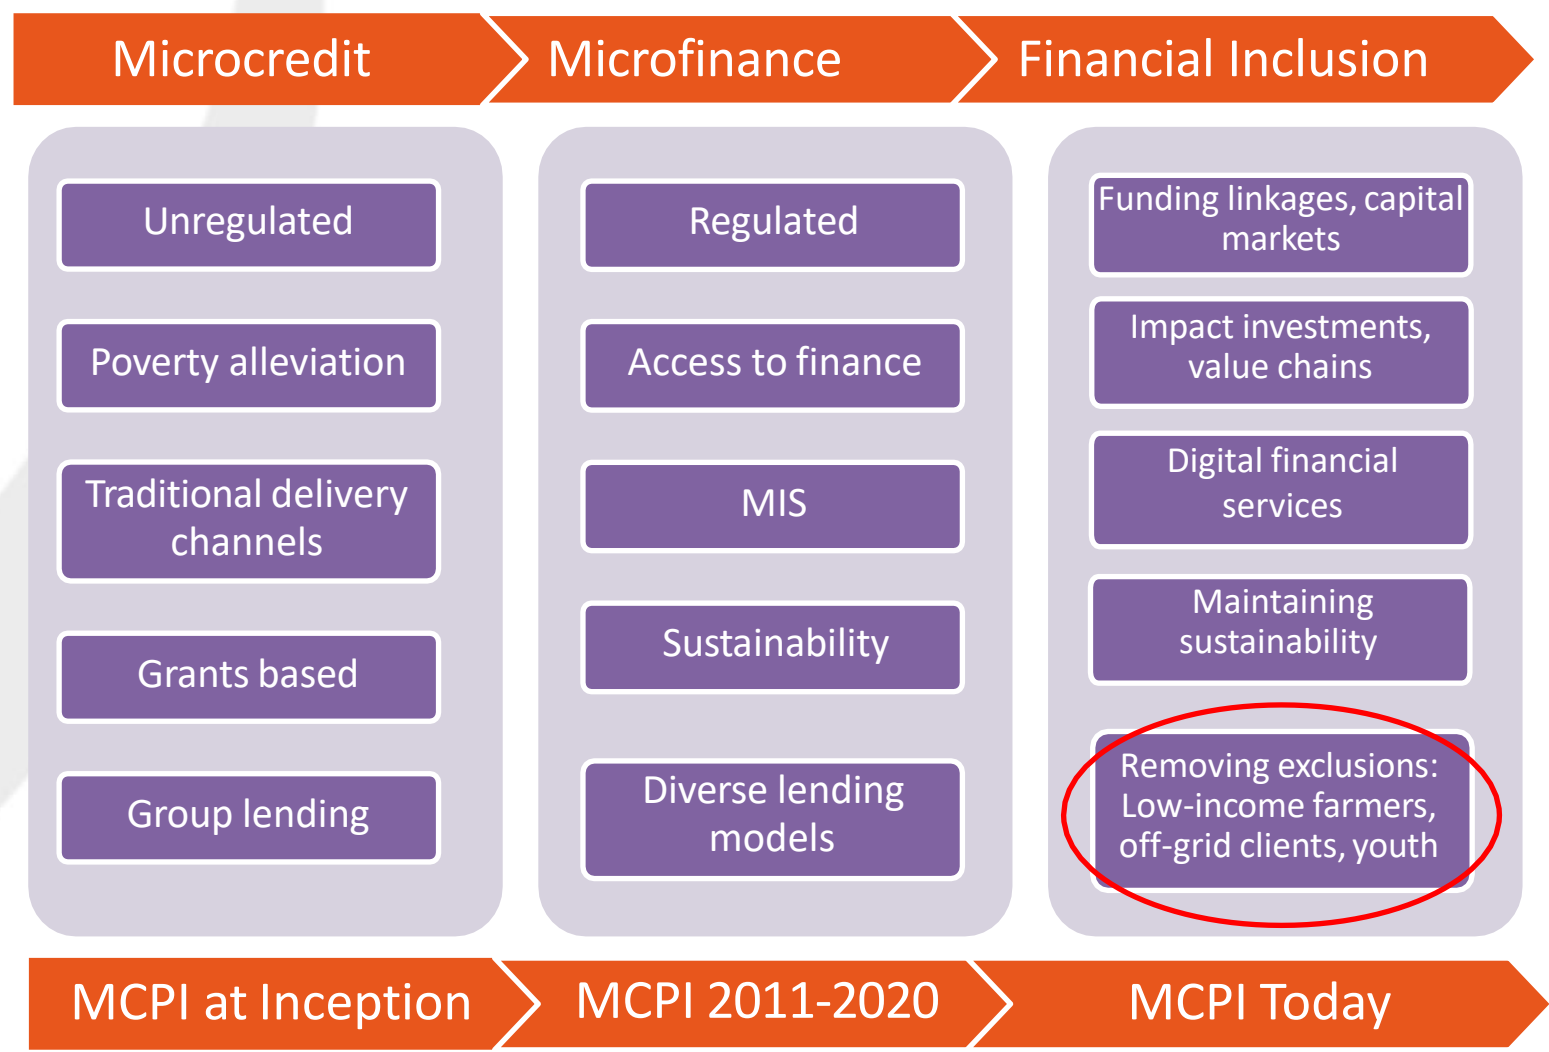 Microcredit
Microfinance
Financial Inclusion
Unregulated
Poverty alleviation
Traditional delivery
channels
Grants based
Group lending
Regulated
Access to finance
MIS
Sustainability
Diverse lending
models
Funding linkages, capital
markets
Impact investments,
value chains
Digital financial
services
Maintaining
sustainability
Removing exclusions:
Low-income farmers,
off-grid clients, youth
MCPI at Inception
MCPI 2011-2020
MCPI Today